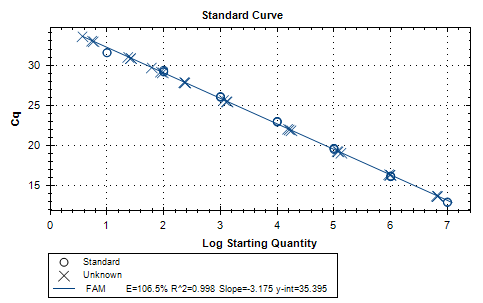 Standard Curve
30
25
20
15
Cq
0 1 2 3 4 5 6 7
Log Starting Quantity
Standard
Unknown
FAM E=106.5% R^2=0.998 Slope=-3.175 y-int=35.395